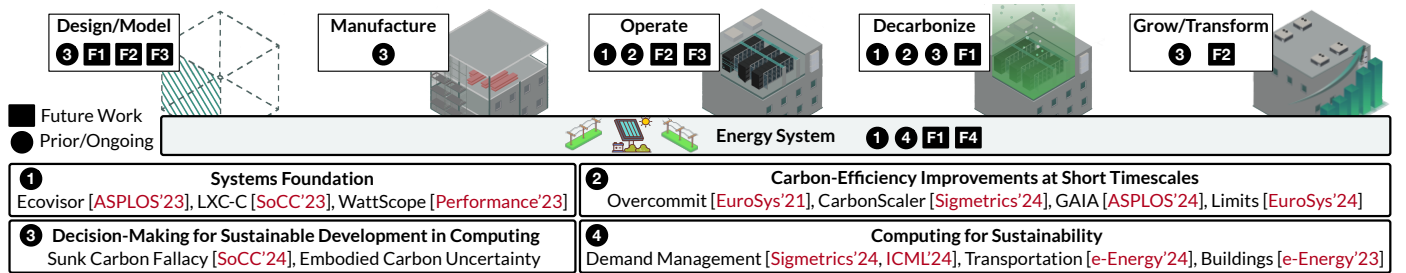 Design/Model
3 F1 F2 F3
Manufacture
3
Operate
1 2 F2 F3
Decarbonize
1 2 3 F1
Grow/Transform
3 F2
Future Work
Prior/Ongoing
Energy System 1 4 F1 F4
1 Systems Foundation
Ecovisor [ASPLOS'23], LXC-C [SoCC'23], WattScope [Performance'23]
2 Carbon-Efficiency Improvements at Short Timescales
Overcommit [EuroSys'21], CarbonScaler [Sigmetrics'24], GAIA [ASPLOS'24], Limits [EuroSys'24]
3 Decision-Making for Sustainable Development in Computing
Sunk Carbon Fallacy [SoCC'24], Embodied Carbon Uncertainty
4 Computing for Sustainability
Demand Management [Sigmetrics'24, ICML'24], Transportation [e-Energy'24], Buildings [e-Energy'23]